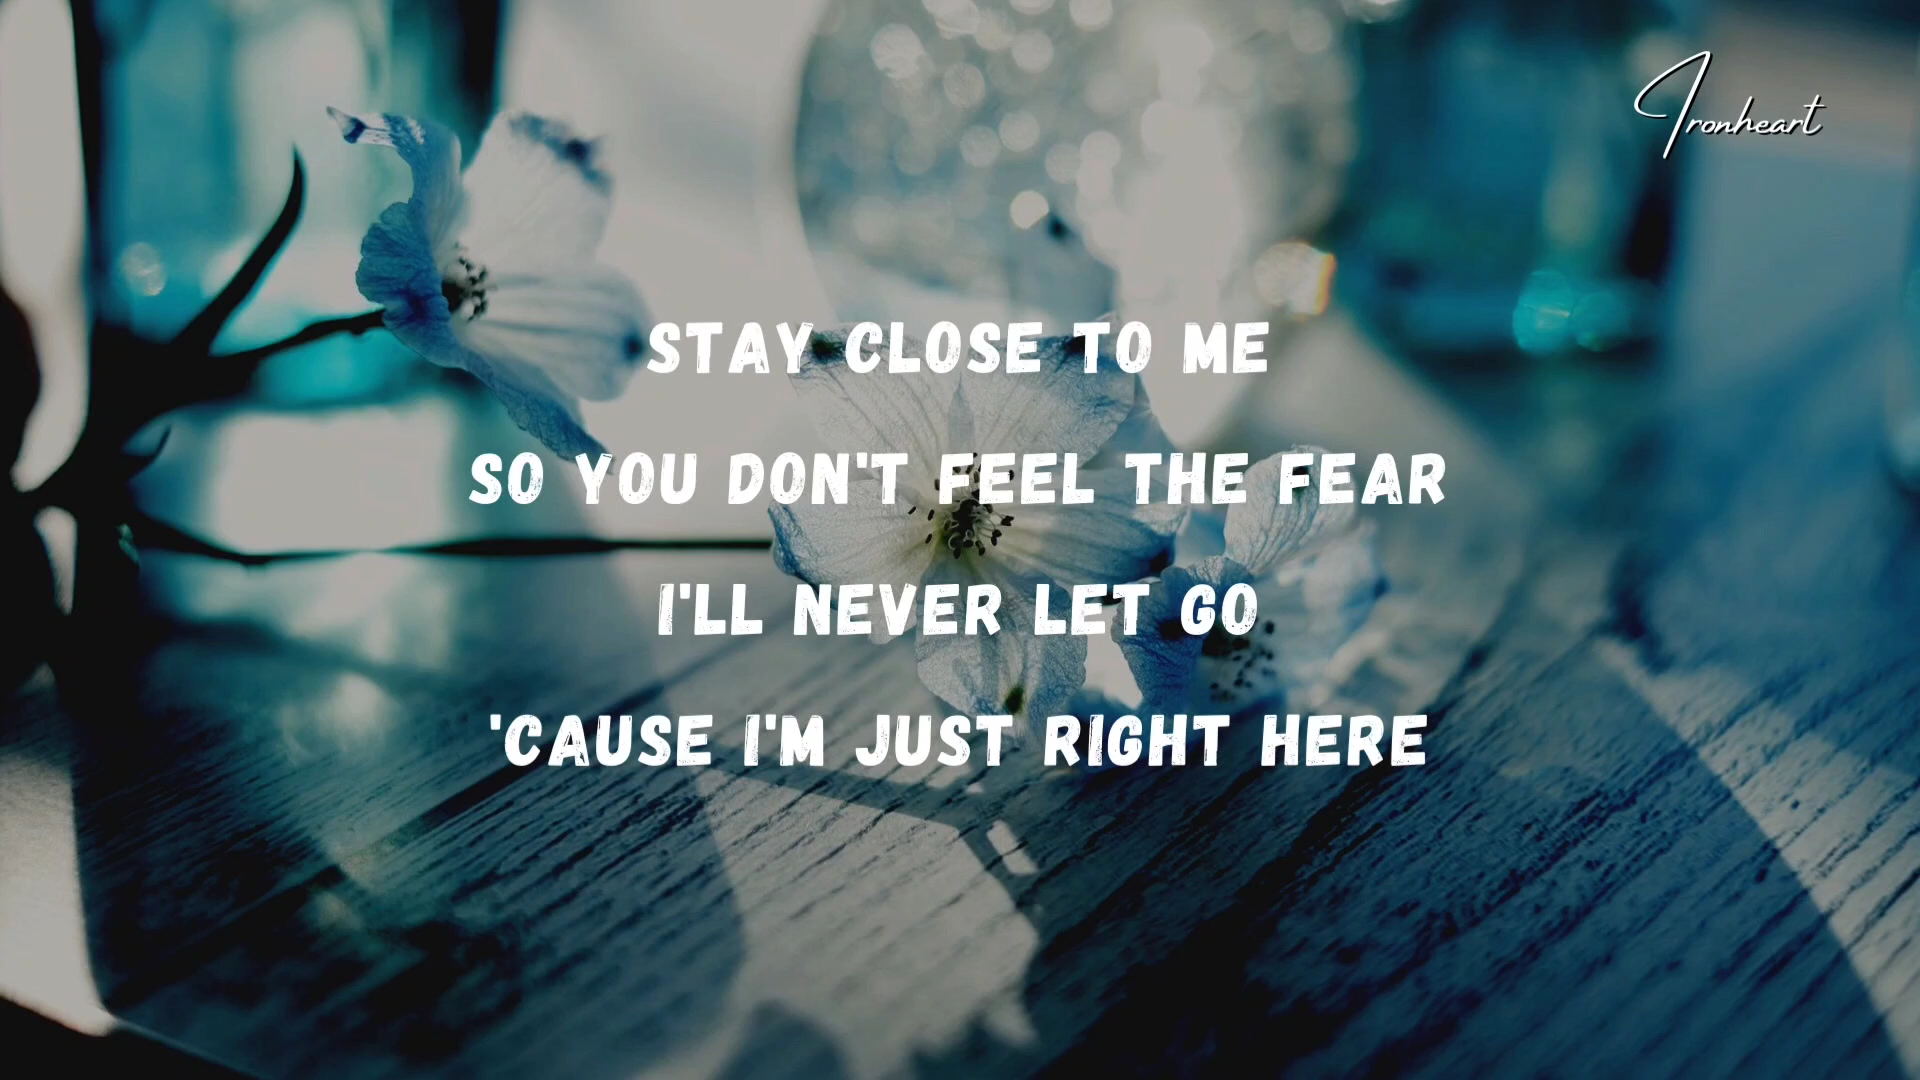 Ironheart
STAY CLOSE TO ME
SO YOU DON'T FEEL THE FEAR
I'LL NEVER LET GO
'CAUSE I'M JUST RIGHT HERE